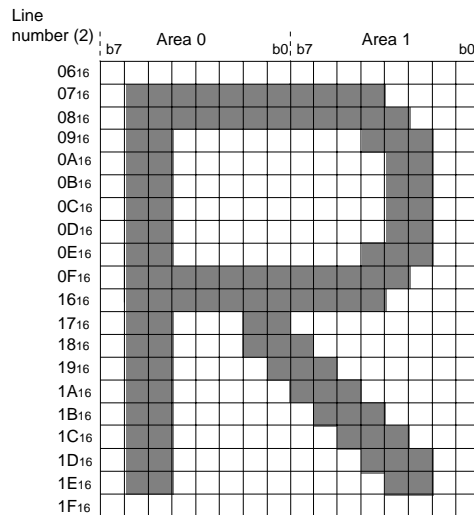 Line
number (2)
b7 Area 0 b0 b7 Area 1 b0
06₁₆
07₁₆
08₁₆
09₁₆
0A₁₆
0B₁₆
0C₁₆
0D₁₆
0E₁₆
0F₁₆
16₁₆
17₁₆
18₁₆
19₁₆
1A₁₆
1B₁₆
1C₁₆
1D₁₆
1E₁₆
1F₁₆